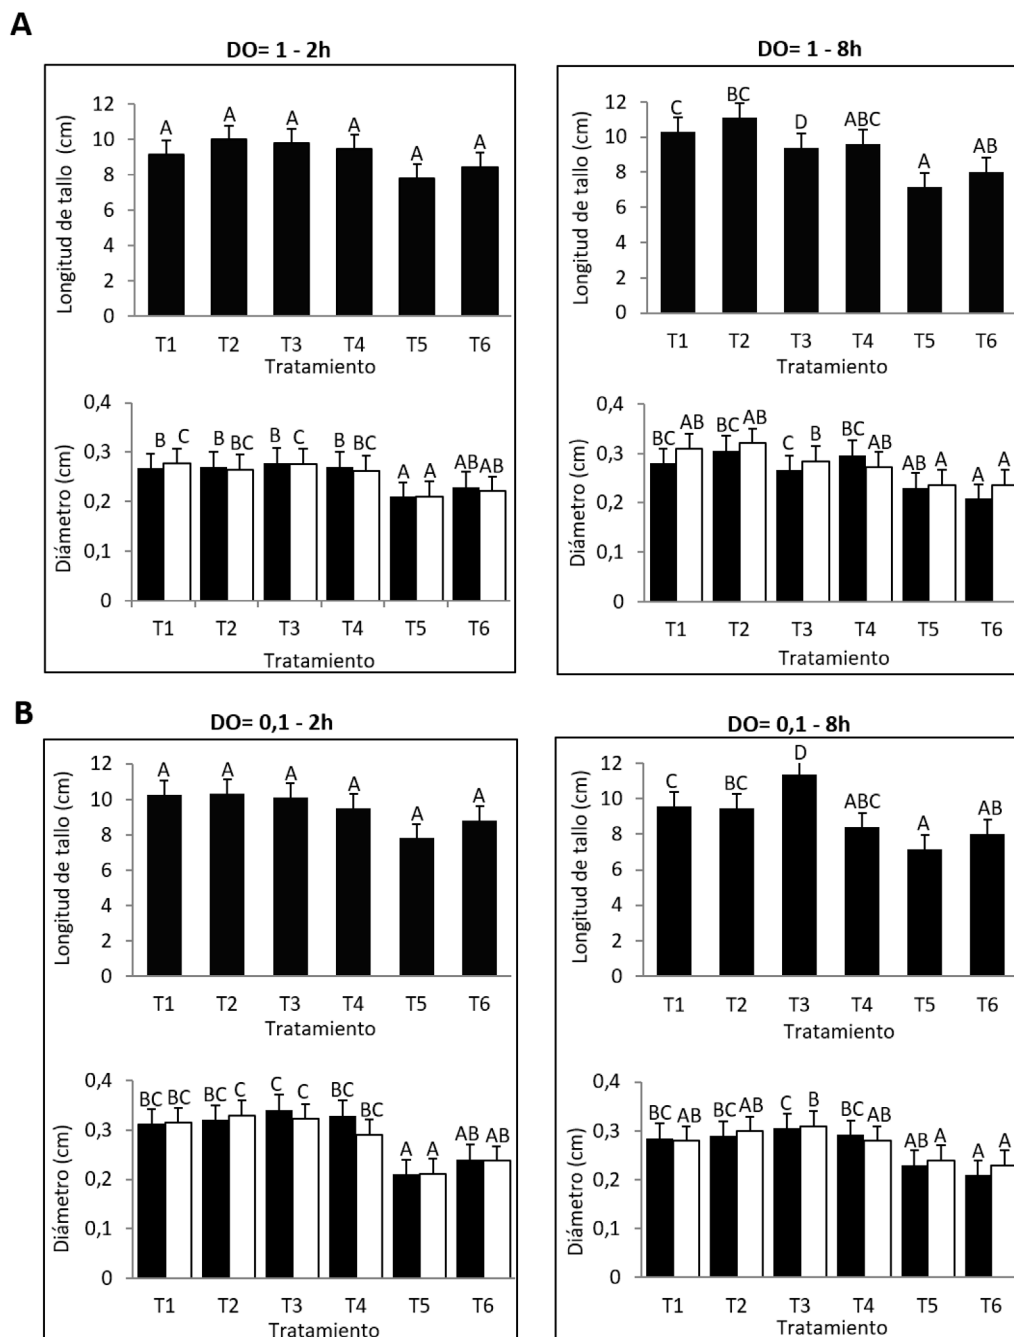 A
DO= 1 - 2h
Longitud de tallo (cm)
12
10
8
6
4
2
0
A A A A A A
T1 T2 T3 T4 T5 T6
Tratamiento
Diámetro (cm)
0,4
0,3
0,2
0,1
0
B C B BC B C B BC A A AB AB
T1 T2 T3 T4 T5 T6
Tratamiento
DO= 1 - 8h
Longitud de tallo (cm)
12
10
8
6
4
2
0
C BC D ABC A AB
T1 T2 T3 T4 T5 T6
Tratamiento
Diámetro (cm)
0,4
0,3
0,2
0,1
0
BC AB BC AB C B BC AB AB A A A
T1 T2 T3 T4 T5 T6
Tratamiento
B
DO= 0,1 - 2h
Longitud de tallo (cm)
12
10
8
6
4
2
0
A A A A A A
T1 T2 T3 T4 T5 T6
Tratamiento
Diámetro (cm)
0,4
0,3
0,2
0,1
0
BC BC BC C C C BC BC A A AB AB
T1 T2 T3 T4 T5 T6
Tratamiento
DO= 0,1 - 8h
Longitud de tallo (cm)
12
10
8
6
4
2
0
C BC D ABC A AB
T1 T2 T3 T4 T5 T6
Tratamiento
Diámetro (cm)
0,4
0,3
0,2
0,1
0
BC AB BC AB C B BC AB AB A A A
T1 T2 T3 T4 T5 T6
Tratamiento